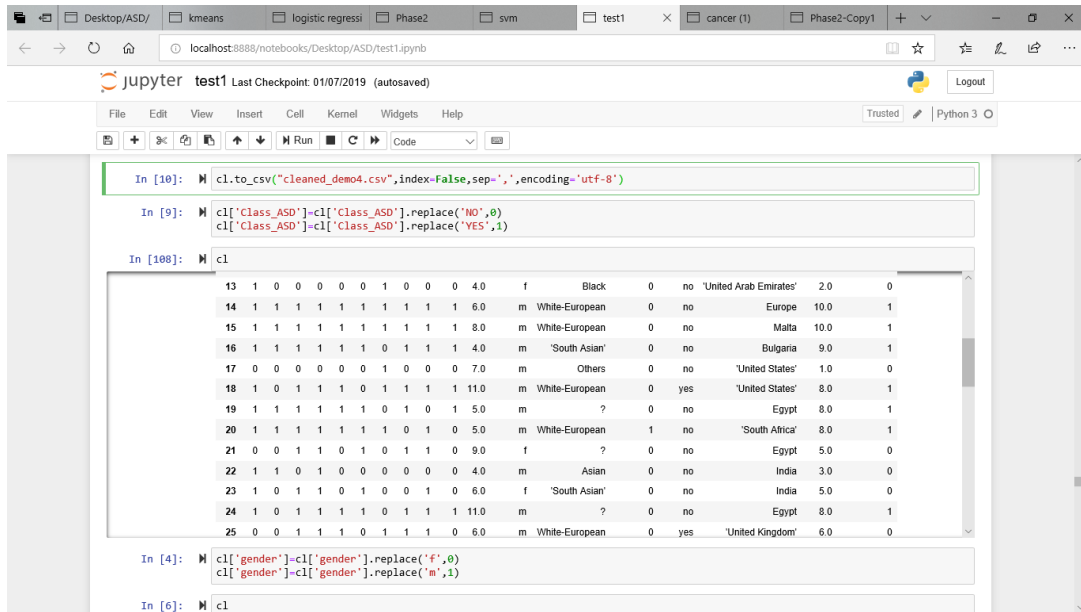 Desktop/ASD/ kmeans logistic regressi Phase2 svm test1 cancer (1) Phase2-Copy1
localhost:8888/notebooks/Desktop/ASD/test1.ipynb
jupyter test1 Last Checkpoint: 01/07/2019 (autosaved) Logout
File Edit View Insert Cell Kernel Widgets Help Trusted Python 3
Run Code
In [10]: cl.to_csv("cleaned_demo4.csv",index=False,sep=',',encoding='utf-8')
In [9]: cl['Class_ASD']=cl['Class_ASD'].replace('NO',0)
cl['Class_ASD']=cl['Class_ASD'].replace('YES',1)
In [108]: cl
13 1 0 0 0 0 0 1 0 0 0 4.0 f Black 0 no 'United Arab Emirates' 2.0 0
14 1 1 1 1 1 1 1 1 1 1 6.0 m White-European 0 no Europe 10.0 1
15 1 1 1 1 1 1 1 1 1 1 8.0 m White-European 0 no Malta 10.0 1
16 1 1 1 1 1 1 0 1 1 1 4.0 m 'South Asian' 0 no Bulgaria 9.0 1
17 0 0 0 0 0 0 1 0 0 0 7.0 m Others 0 no 'United States' 1.0 0
18 1 0 1 1 1 0 1 1 1 1 11.0 m White-European 0 yes 'United States' 8.0 1
19 1 1 1 1 1 1 0 1 0 1 5.0 m ? 0 no Egypt 8.0 1
20 1 1 1 1 1 1 1 0 1 0 5.0 m White-European 1 no 'South Africa' 8.0 1
21 0 0 1 1 0 1 0 1 1 0 9.0 f ? 0 no Egypt 5.0 0
22 1 1 0 1 0 0 0 0 0 0 4.0 m Asian 0 no India 3.0 0
23 1 0 1 1 0 1 0 0 1 0 6.0 f 'South Asian' 0 no India 5.0 0
24 1 0 1 1 1 1 0 1 1 1 11.0 m ? 0 no Egypt 8.0 1
25 0 0 1 1 1 0 1 1 1 0 6.0 m White-European 0 yes 'United Kingdom' 6.0 0
In [4]: cl['gender']=cl['gender'].replace('f',0)
cl['gender']=cl['gender'].replace('m',1)
In [6]: cl